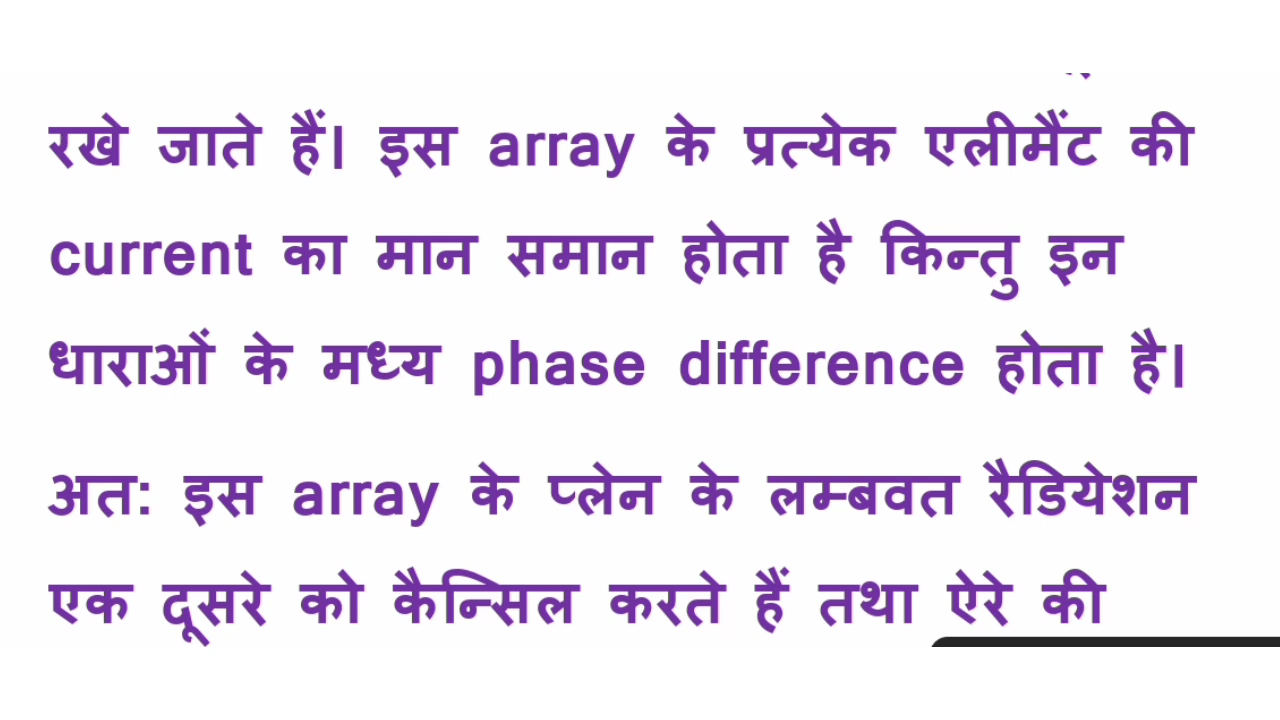 रखे जाते हैं। इस array के प्रत्येक एलीमैंट की
current का मान समान होता है किन्तु इन
धाराओं के मध्य phase difference होता है।
अत: इस array के प्लेन के लम्बवत रैडियेशन
एक दूसरे को कैन्सिल करते हैं तथा ऐरे की